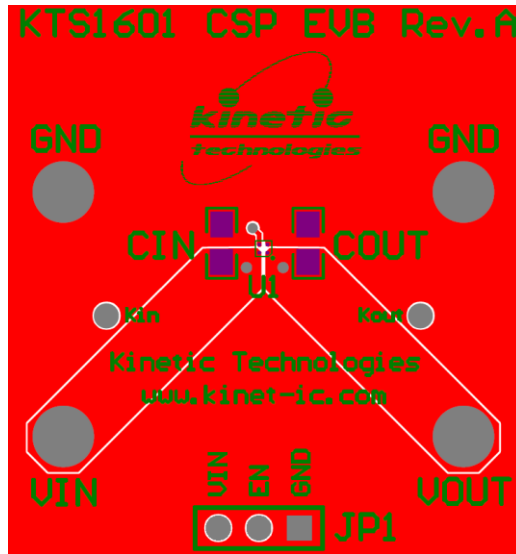 KTS1601 CSP EVB Rev.A
kinetic
technologies
GND
GND
CIN
COUT
U1
Kin
Kout
Kinetic Technologies
www.kinet-ic.com
VIN
VOUT
VIN
EN
GND
JP1